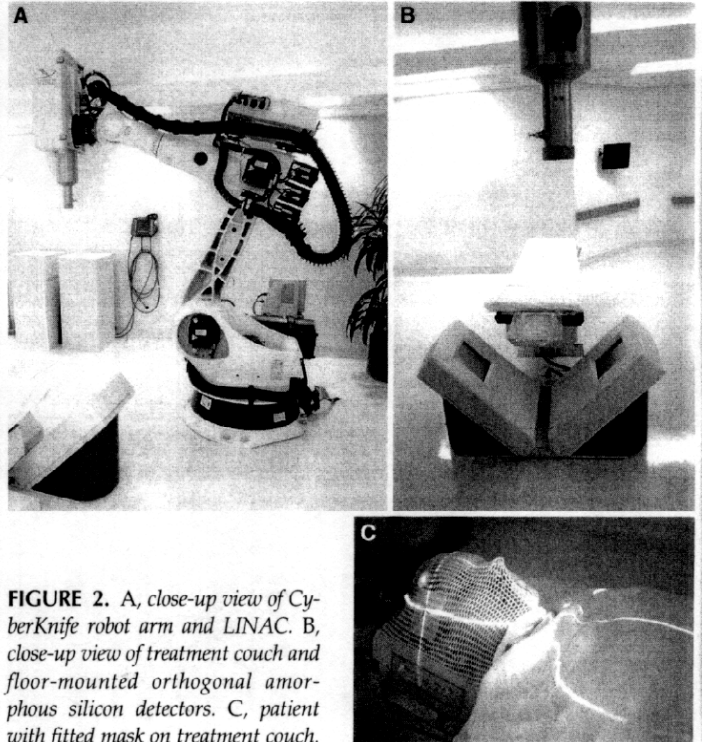 A
B
C
FIGURE 2. A, close-up view of Cy-
berKnife robot arm and LINAC. B,
close-up view of treatment couch and
floor-mounted orthogonal amor-
phous silicon detectors. C, patient
with fitted mask on treatment couch.